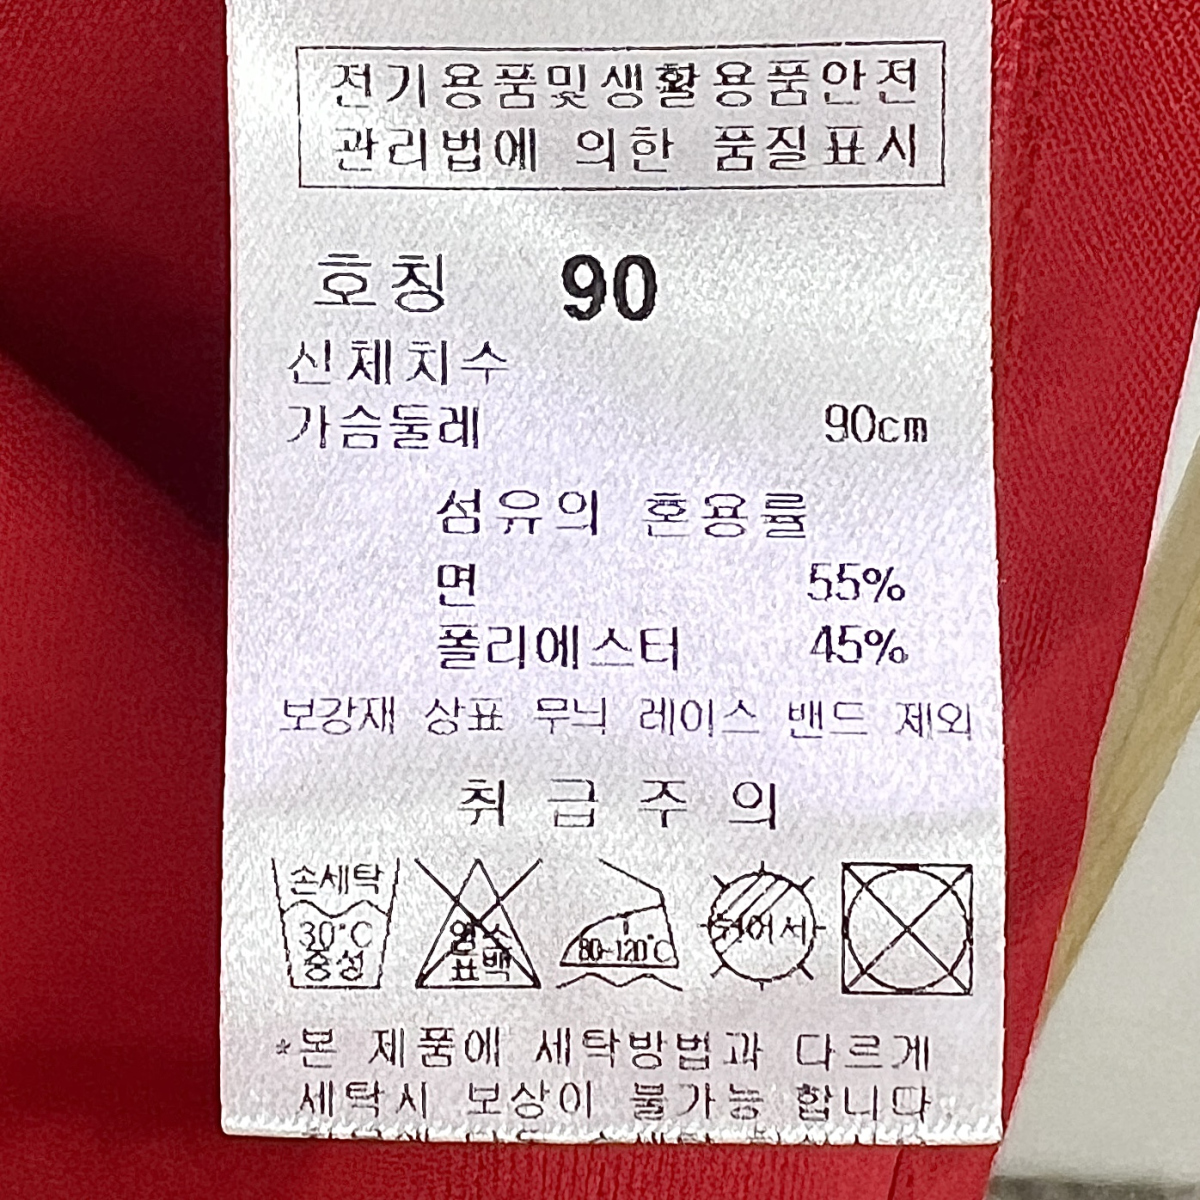 전기용품및생활용품안전
관리법에 의한 품질표시
호칭 90
신체치수
가슴둘레 90cm
섬유의 혼용률
면 55%
폴리에스터 45%
보강재 상표 무늬 레이스 밴드 제외
취급주의
손세탁
30°C
중성
염소
표백
80~120°C
뉘어서
*본 제품에 세탁방법과 다르게
세탁시 보상이 불가능 합니다